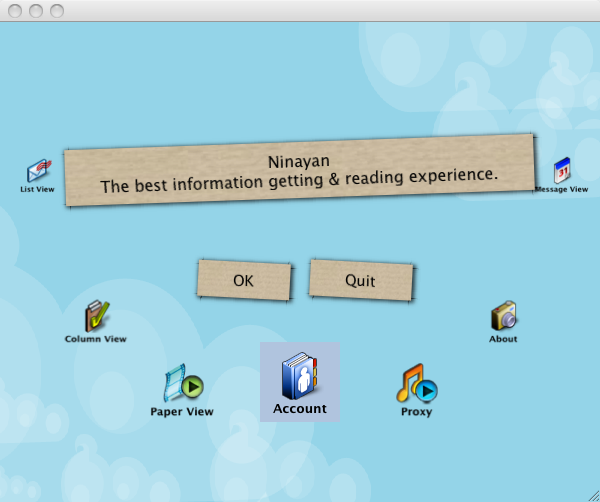 Ninayan
The best information getting & reading experience.
List View
Message View
OK
Quit
Column View
About
Paper View
Account
Proxy
31